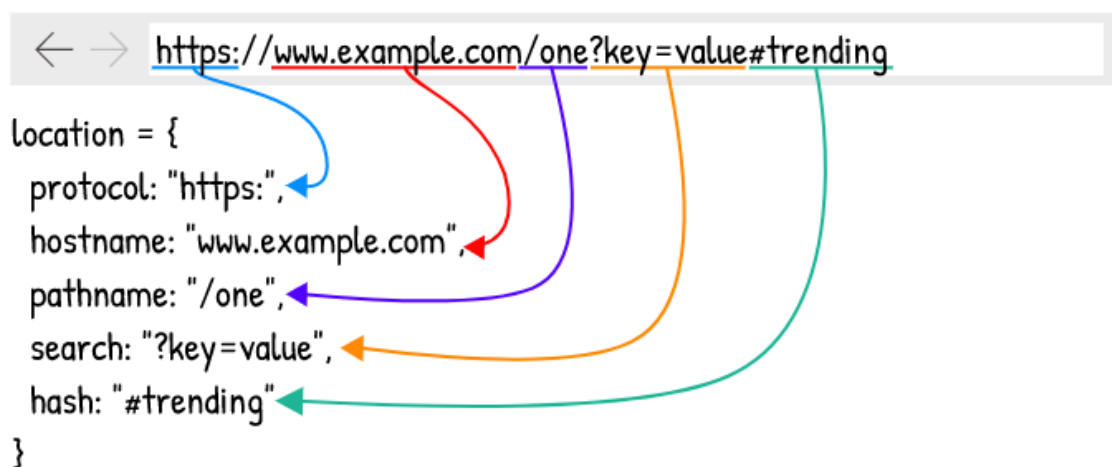 https://www.example.com/one?key=value#trending
location = {
protocol: "https:",
hostname: "www.example.com",
pathname: "/one",
search: "?key=value",
hash: "#trending"
}